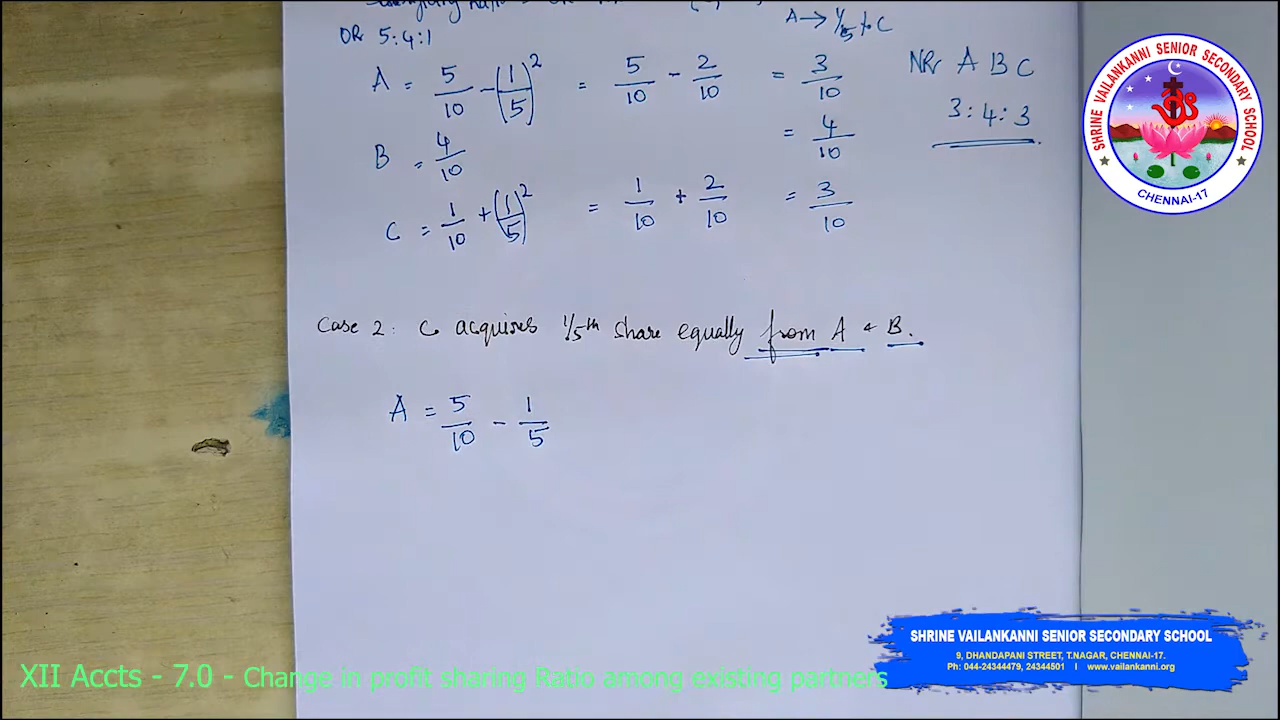 OR 5:4:1
A → 1/5 to C
A = 5/10 - (1/5)2 = 5/10 - 2/10 = 3/10
B = 4/10 = 4/10
C = 1/10 + (1/5)2 = 1/10 + 2/10 = 3/10
NR A B C
3:4:3
Case 2: C acquires 1/5th share equally from A & B.
A = 5/10 - 1/5
SHRINE VAILANKANNI SENIOR SECONDARY SCHOOL
CHENNAI-17
SHRINE VAILANKANNI SENIOR SECONDARY SCHOOL
9, DHANDAPANI STREET, T.NAGAR, CHENNAI-17.
Ph: 044-24344479, 24344501 I www.vailankanni.org
XII Accts - 7.0 - Change in profit sharing Ratio among existing partners